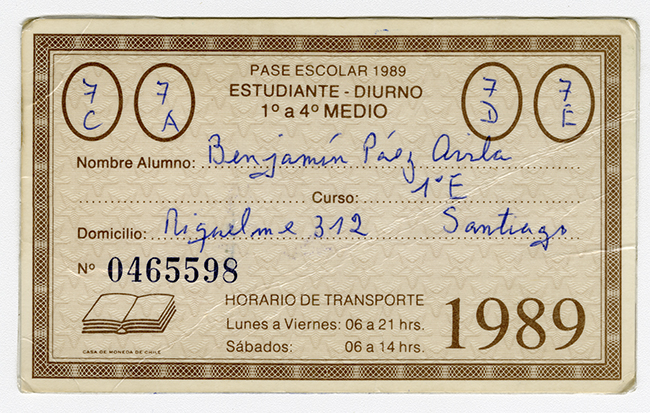 PASE ESCOLAR 1989
ESTUDIANTE - DIURNO
1º a 4º MEDIO
7 C
7 A
7 D
7 E
Nombre Alumno: Benjamín Páez Avila
Curso: 1º E
Domicilio: Riquelme 312 Santiago
Nº 0465598
HORARIO DE TRANSPORTE
Lunes a Viernes: 06 a 21 hrs.
Sábados: 06 a 14 hrs.
1989
CASA DE MONEDA DE CHILE